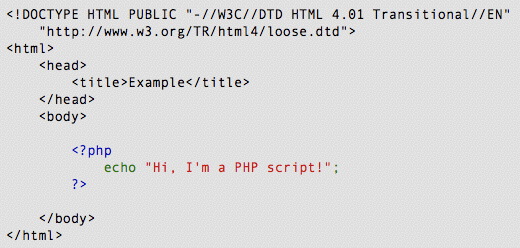 <!DOCTYPE HTML PUBLIC "-//W3C//DTD HTML 4.01 Transitional//EN"
    "http://www.w3.org/TR/html4/loose.dtd">
<html>
    <head>
        <title>Example</title>
    </head>
    <body>

        <?php
            echo "Hi, I'm a PHP script!";
        ?>

    </body>
</html>